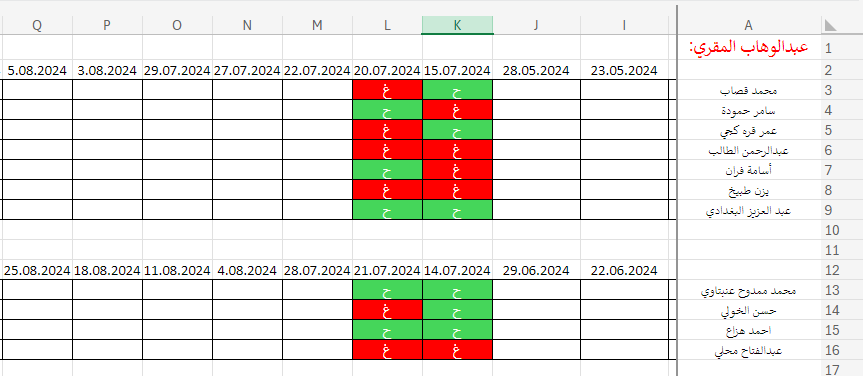 A I J K L M N O P Q
1 عبدالوهاب المقري:
2 23.05.2024 28.05.2024 15.07.2024 20.07.2024 22.07.2024 27.07.2024 29.07.2024 3.08.2024 5.08.2024
3 محمد قصاب ح غ
4 سامر حمودة غ ح
5 عمر قره كجي ح غ
6 عبدالرحمن الطالب غ غ
7 أسامة فران غ ح
8 يزن طبيخ غ غ
9 عبد العزيز البغدادي ح ح
10
11
12 22.06.2024 29.06.2024 14.07.2024 21.07.2024 28.07.2024 4.08.2024 11.08.2024 18.08.2024 25.08.2024
13 محمد ممدوح عنبتاوي ح ح
14 حسن الخولي ح غ
15 احمد هزاع ح ح
16 عبدالفتاح محلي غ غ
17